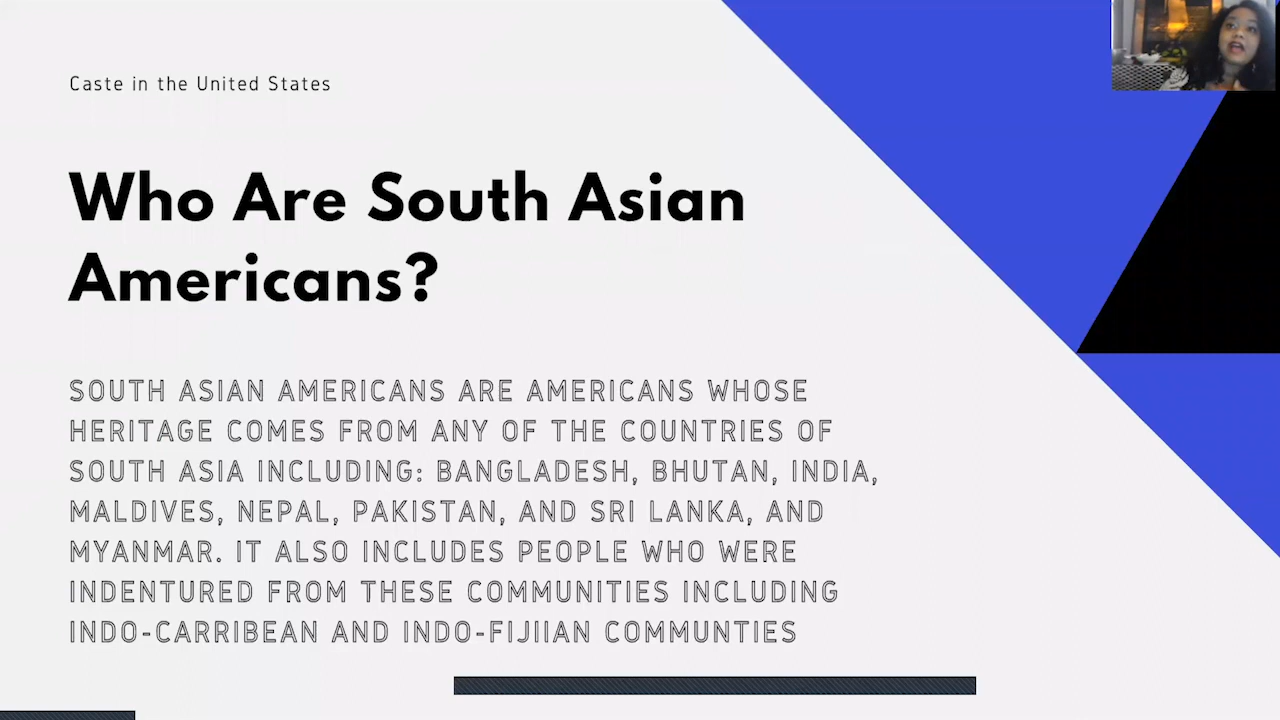 Caste in the United States
Who Are South Asian
Americans?
SOUTH ASIAN AMERICANS ARE AMERICANS WHOSE
HERITAGE COMES FROM ANY OF THE COUNTRIES OF
SOUTH ASIA INCLUDING: BANGLADESH, BHUTAN, INDIA,
MALDIVES, NEPAL, PAKISTAN, AND SRI LANKA, AND
MYANMAR. IT ALSO INCLUDES PEOPLE WHO WERE
INDENTURED FROM THESE COMMUNITIES INCLUDING
INDO-CARRIBEAN AND INDO-FIJIIAN COMMUNTIES